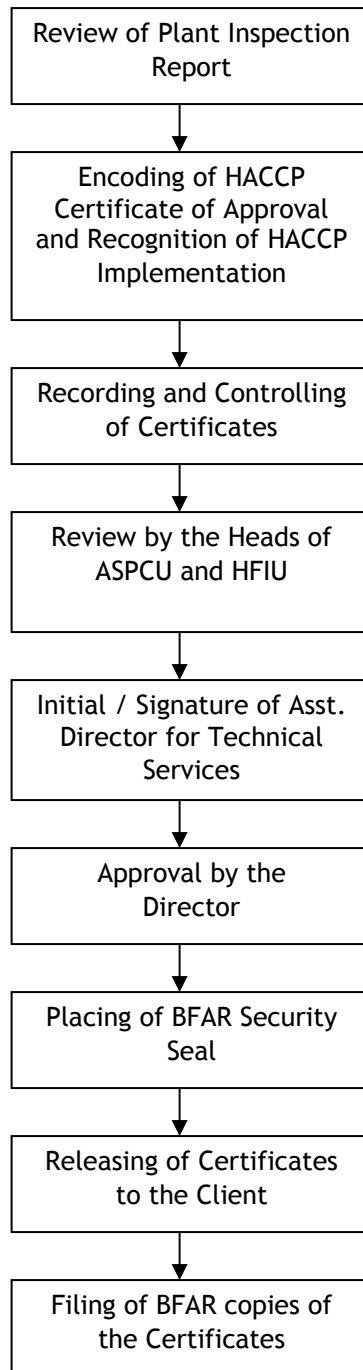 Review of Plant Inspection
Report
Encoding of HACCP
Certificate of Approval
and Recognition of HACCP
Implementation
Recording and Controlling
of Certificates
Review by the Heads of
ASPCU and HFIU
Initial / Signature of Asst.
Director for Technical
Services
Approval by the
Director
Placing of BFAR Security
Seal
Releasing of Certificates
to the Client
Filing of BFAR copies of
the Certificates